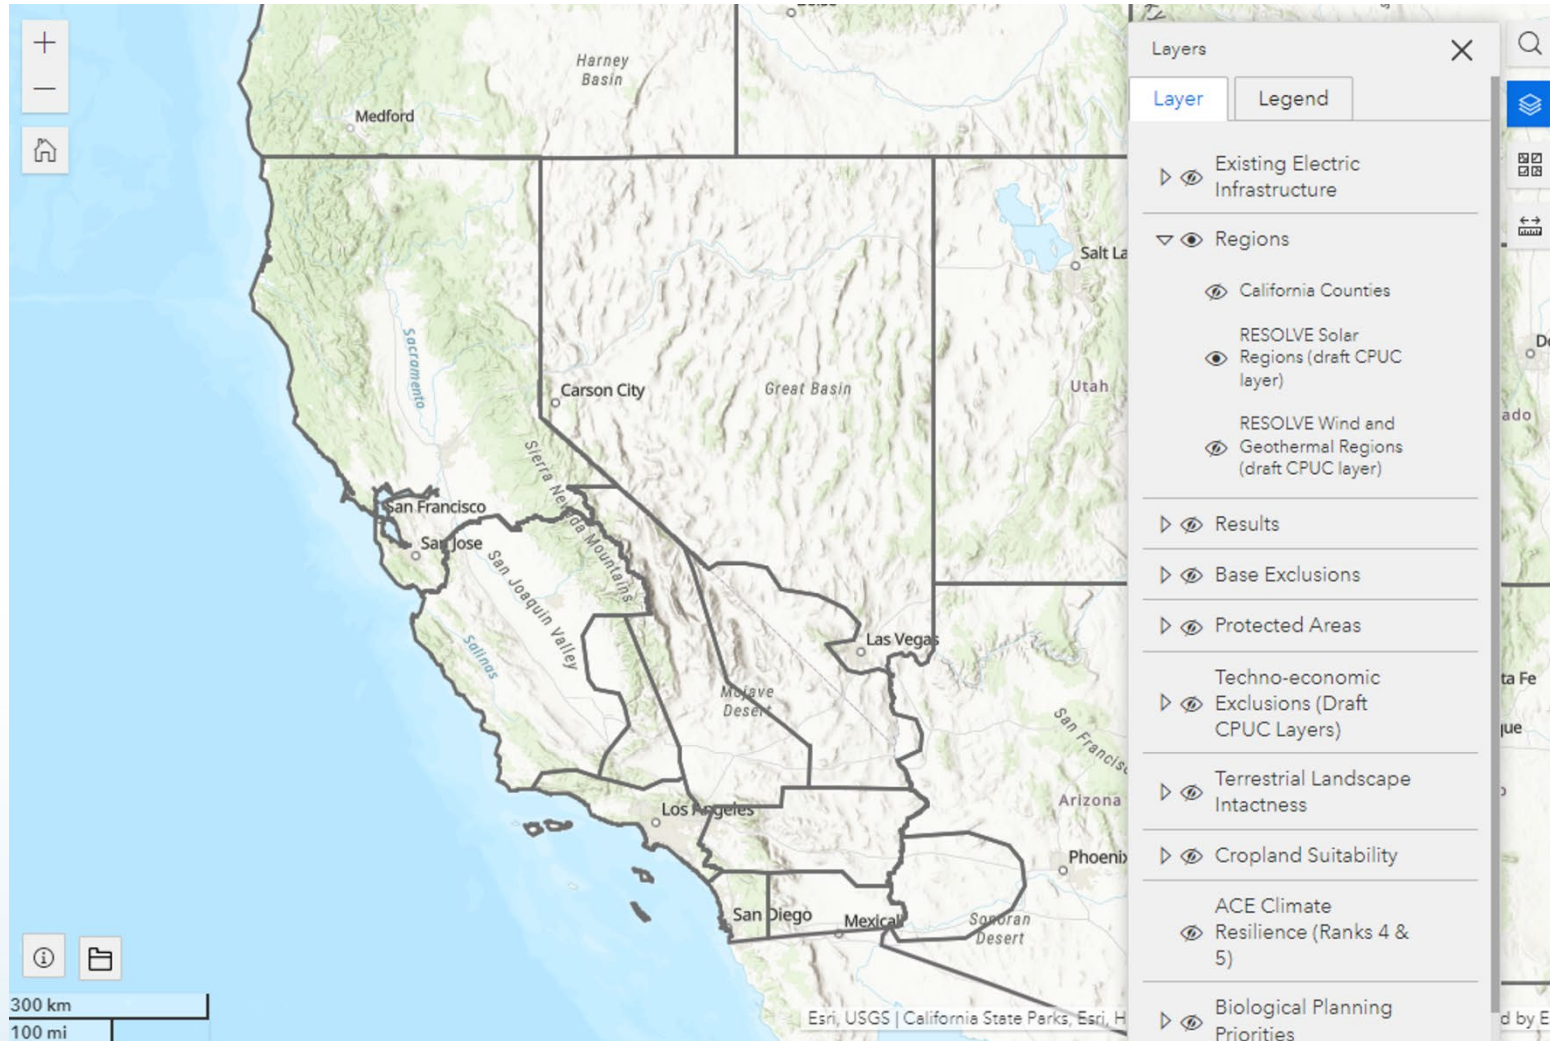 Harney
Basin
Medford
Salt La
Sacramento
Carson City
Great Basin
Utah
Sierra Nevada Mountains
San Francisco
San Jose
San Joaquin Valley
Salinas
Las Vegas
Mojave
Desert
San Francisc
Los Angeles
Arizona
Phoenix
San Diego
Mexicali
Sonoran
Desert
300 km
100 mi
Esri, USGS | California State Parks, Esri, H
Layers
Layer
Legend
Existing Electric
Infrastructure
Regions
California Counties
RESOLVE Solar
Regions (draft CPUC
layer)
RESOLVE Wind and
Geothermal Regions
(draft CPUC layer)
Results
Base Exclusions
Protected Areas
Techno-economic
Exclusions (Draft
CPUC Layers)
Terrestrial Landscape
Intactness
Cropland Suitability
ACE Climate
Resilience (Ranks 4 &
5)
Biological Planning
Priorities
De
ado
ta Fe
que
d by E